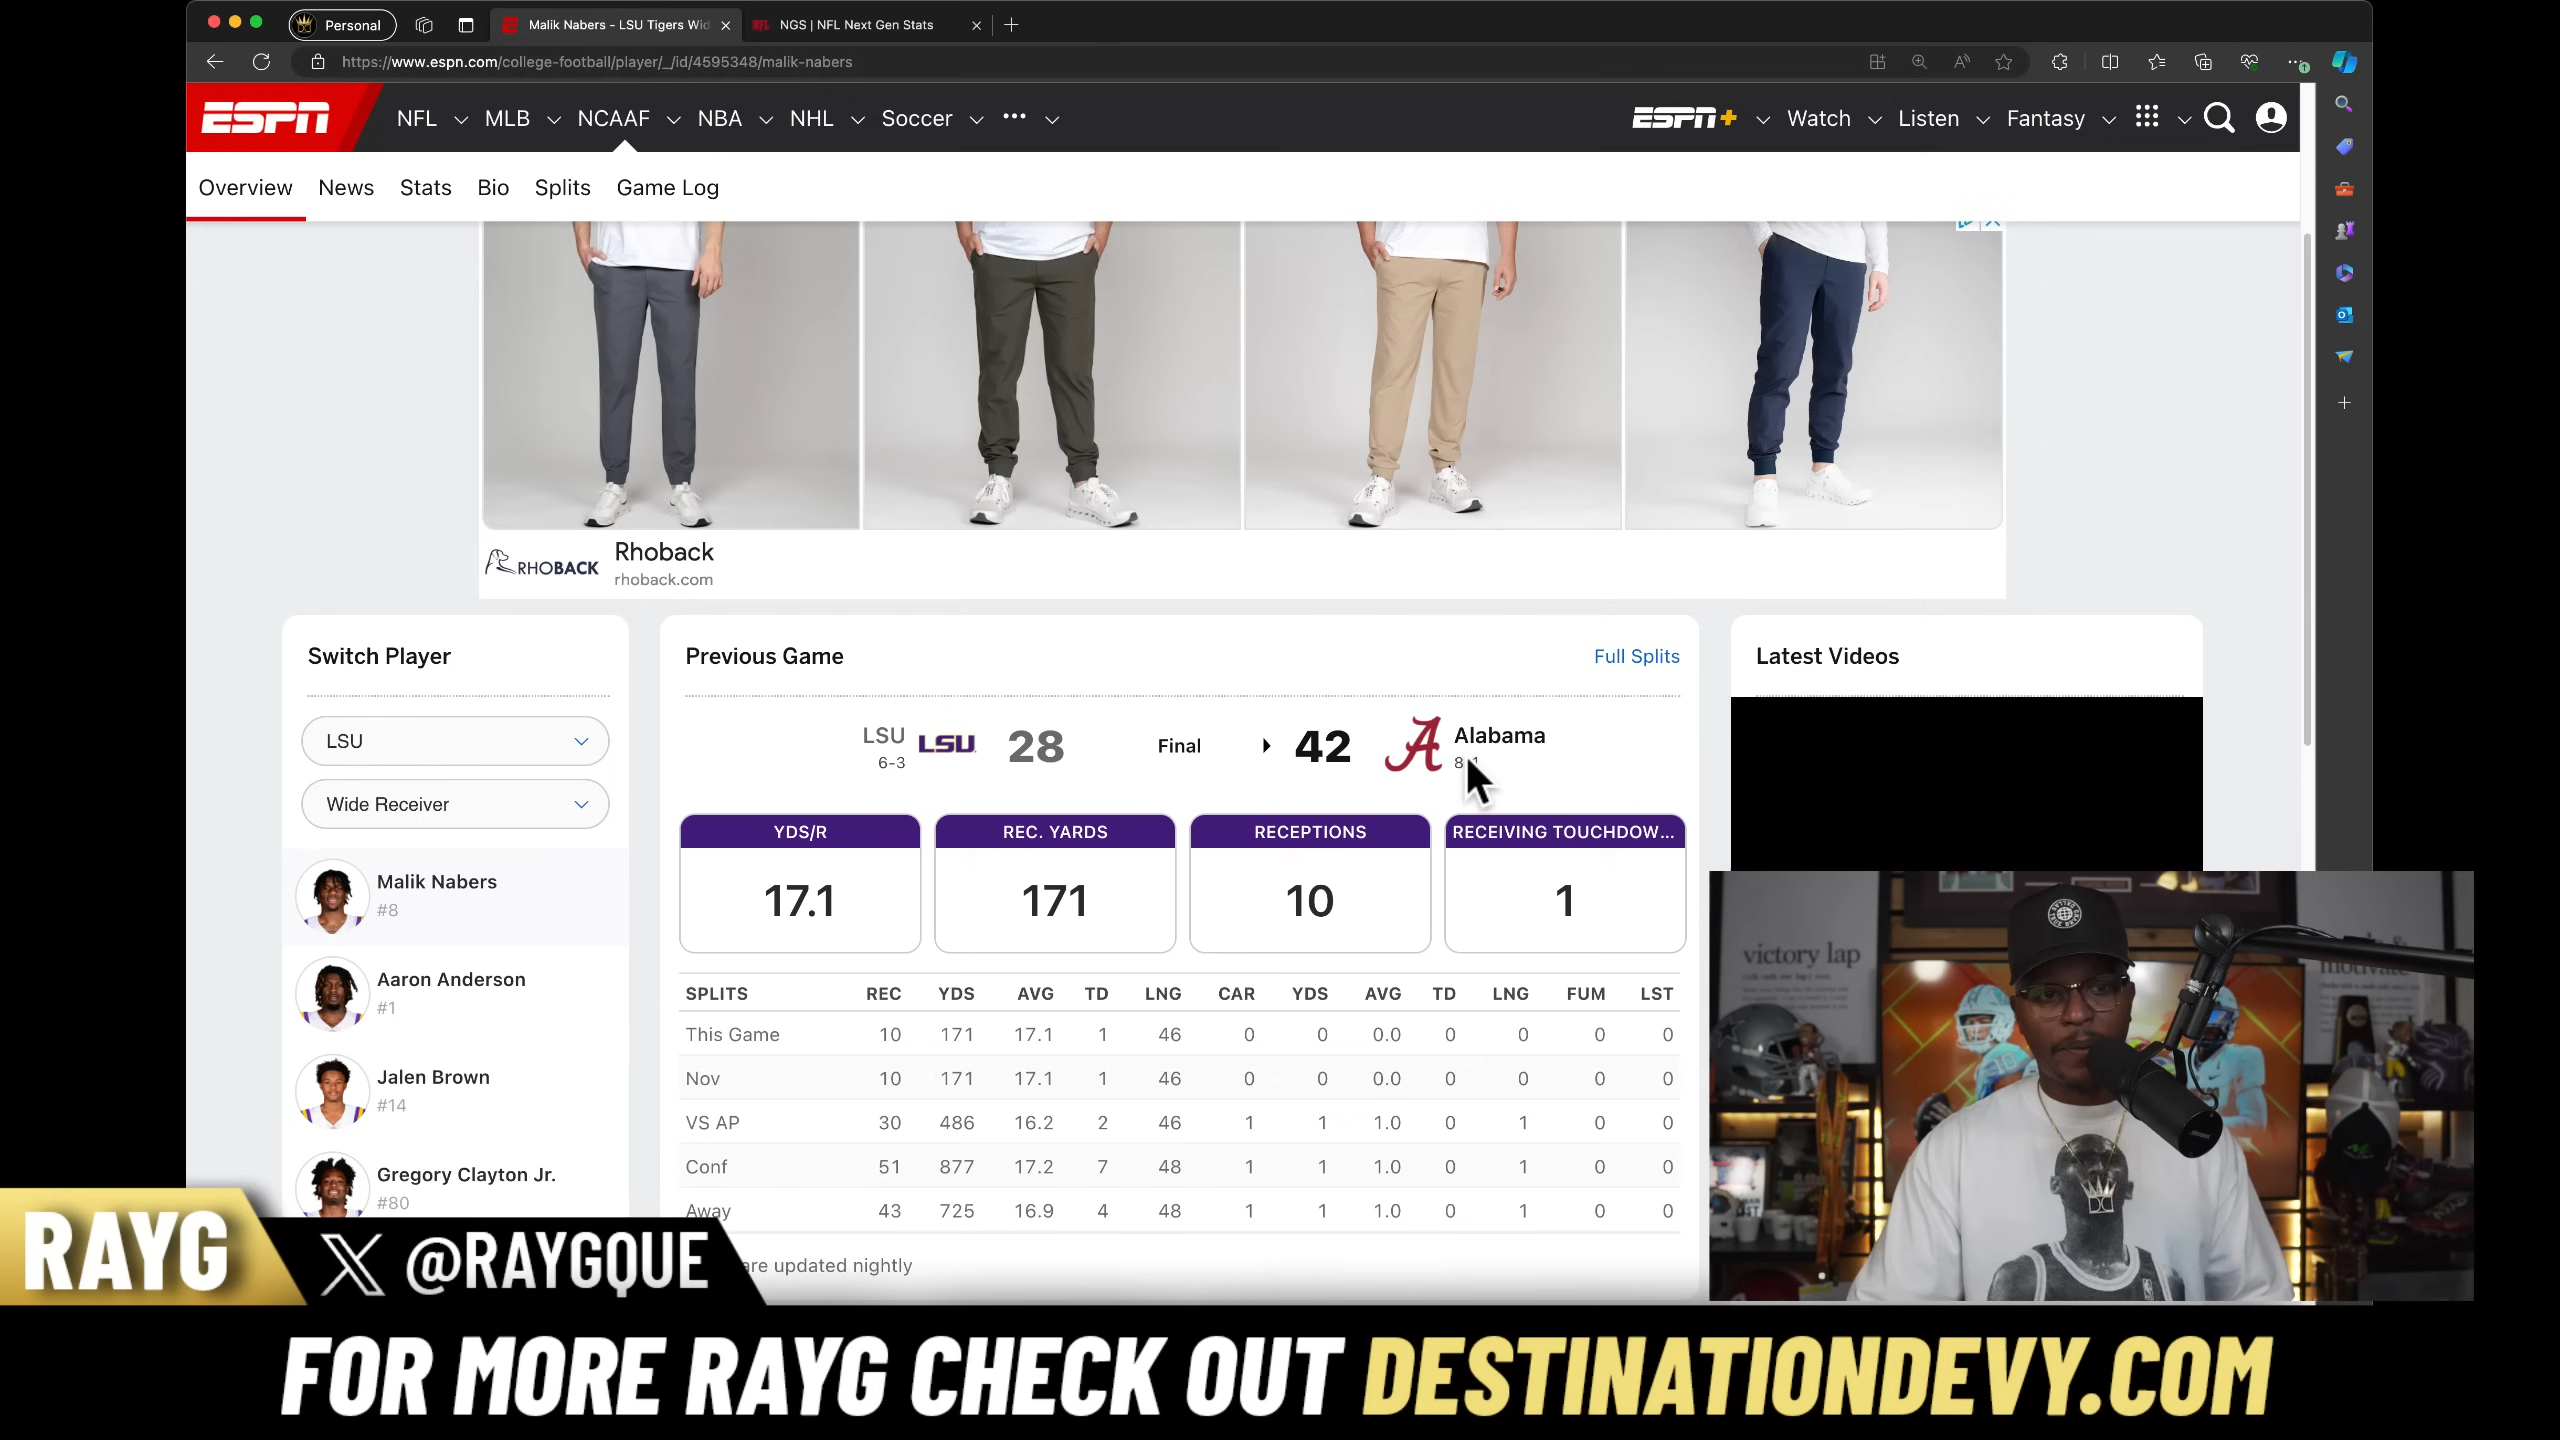 Personal
Malik Nabers - LSU Tigers Wid
NGS | NFL Next Gen Stats
https://www.espn.com/college-football/player/_/id/4595348/malik-nabers
ESPN
NFL
MLB
NCAAF
NBA
NHL
Soccer
ESPN+
Watch
Listen
Fantasy
Overview
News
Stats
Bio
Splits
Game Log
RHOBACK
Rhoback
rhoback.com
Switch Player
LSU
Wide Receiver
Malik Nabers
#8
Aaron Anderson
#1
Jalen Brown
#14
Gregory Clayton Jr.
#80
Previous Game
Full Splits
LSU
6-3
LSU
28
Final
42
Alabama
YDS/R
17.1
REC. YARDS
171
RECEPTIONS
10
RECEIVING TOUCHDOW...
1
SPLITS REC YDS AVG TD LNG CAR YDS AVG TD LNG FUM LST
This Game 10 171 17.1 1 46 0 0 0.0 0 0 0 0
Nov 10 171 17.1 1 46 0 0 0.0 0 0 0 0
VS AP 30 486 16.2 2 46 1 1 1.0 0 1 0 0
Conf 51 877 17.2 7 48 1 1 1.0 0 1 0 0
Away 43 725 16.9 4 48 1 1 1.0 0 1 0 0
are updated nightly
Latest Videos
victory lap
RAYG
X @RAYGQUE
FOR MORE RAYG CHECK OUT DESTINATIONDEVY.COM